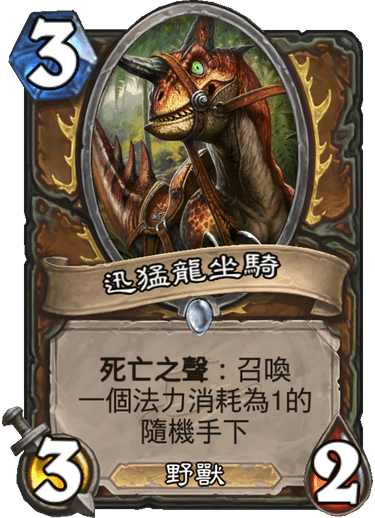 3
迅猛龍坐騎
死亡之聲：召喚
一個法力消耗為1的
隨機手下
野獸
3
2